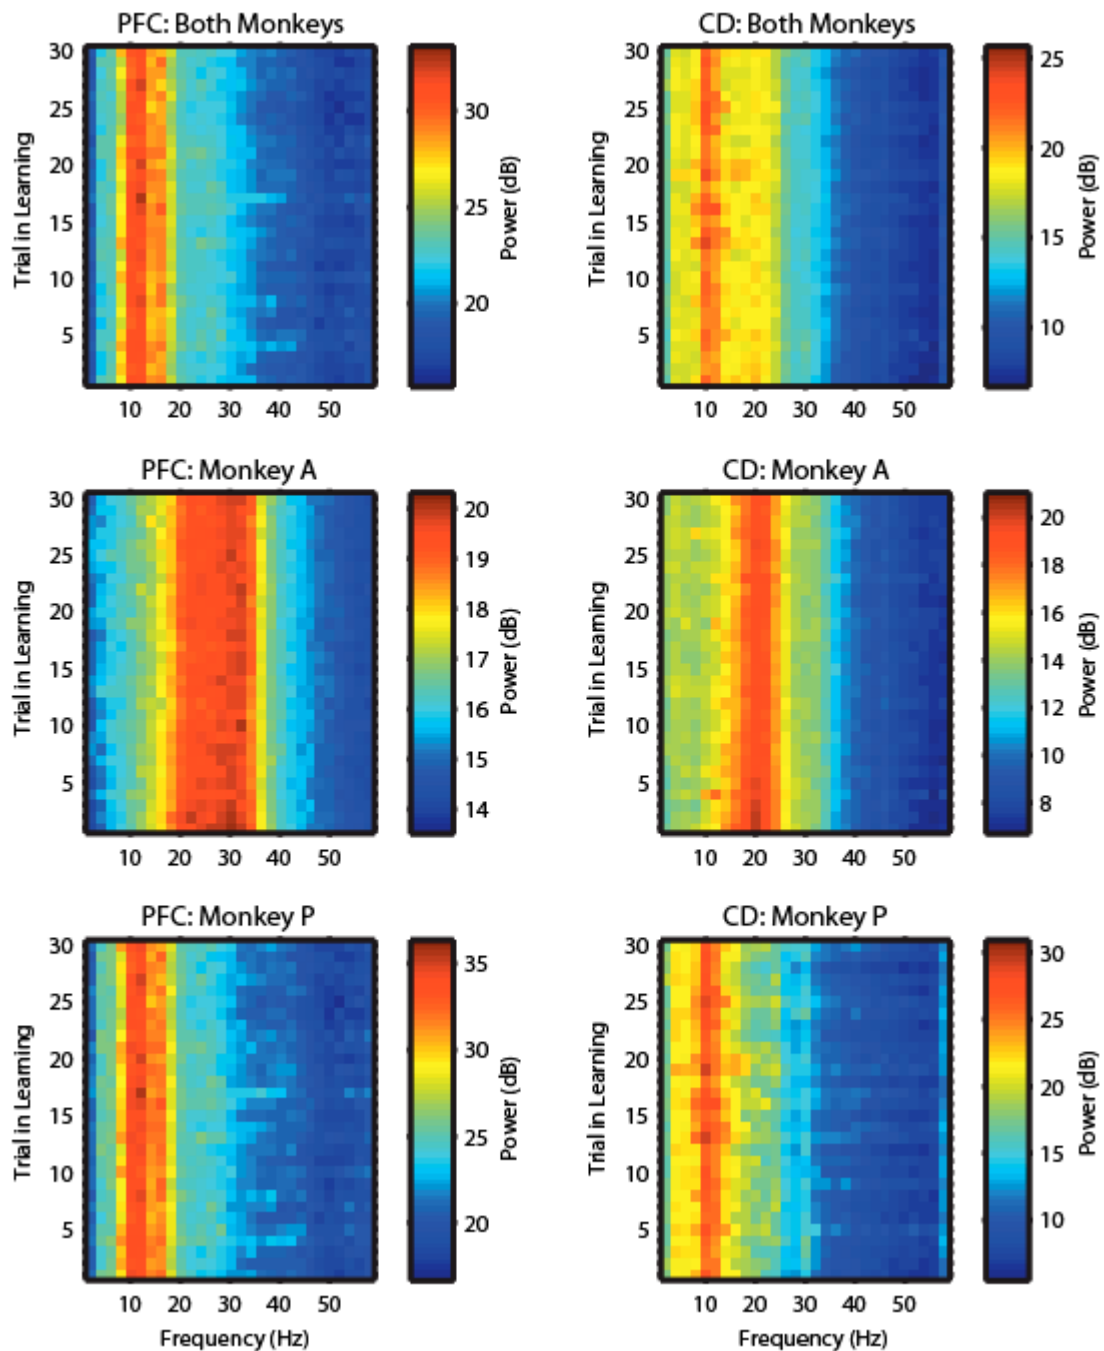 PFC: Both Monkeys
Trial in Learning
30
25
20
15
10
5
10 20 30 40 50
30
25
20
Power (dB)
CD: Both Monkeys
Trial in Learning
30
25
20
15
10
5
10 20 30 40 50
25
20
15
10
Power (dB)
PFC: Monkey A
Trial in Learning
30
25
20
15
10
5
10 20 30 40 50
20
19
18
17
16
15
14
Power (dB)
CD: Monkey A
Trial in Learning
30
25
20
15
10
5
10 20 30 40 50
20
18
16
14
12
10
8
Power (dB)
PFC: Monkey P
Trial in Learning
30
25
20
15
10
5
10 20 30 40 50
Frequency (Hz)
35
30
25
20
Power (dB)
CD: Monkey P
Trial in Learning
30
25
20
15
10
5
10 20 30 40 50
Frequency (Hz)
30
25
20
15
10
Power (dB)